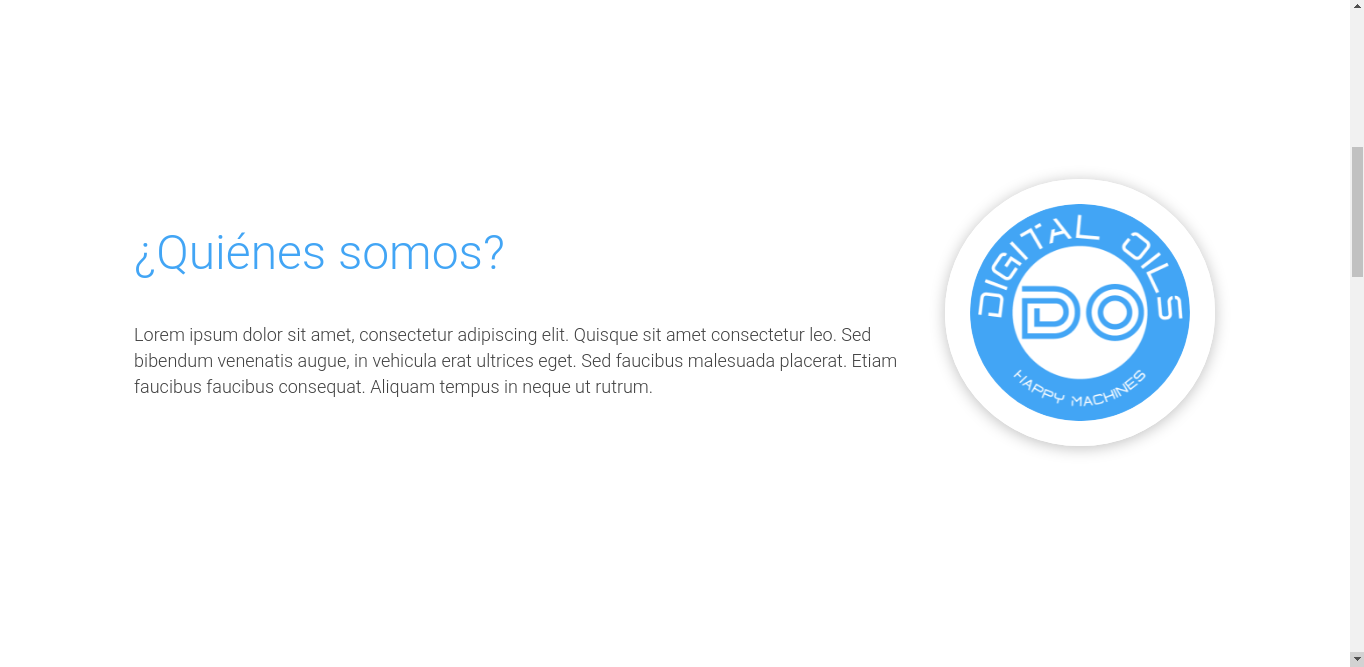 ¿Quiénes somos?
Lorem ipsum dolor sit amet, consectetur adipiscing elit. Quisque sit amet consectetur leo. Sed
bibendum venenatis augue, in vehicula erat ultrices eget. Sed faucibus malesuada placerat. Etiam
faucibus faucibus consequat. Aliquam tempus in neque ut rutrum.
DIGITAL OILS
DO
HAPPY MACHINES